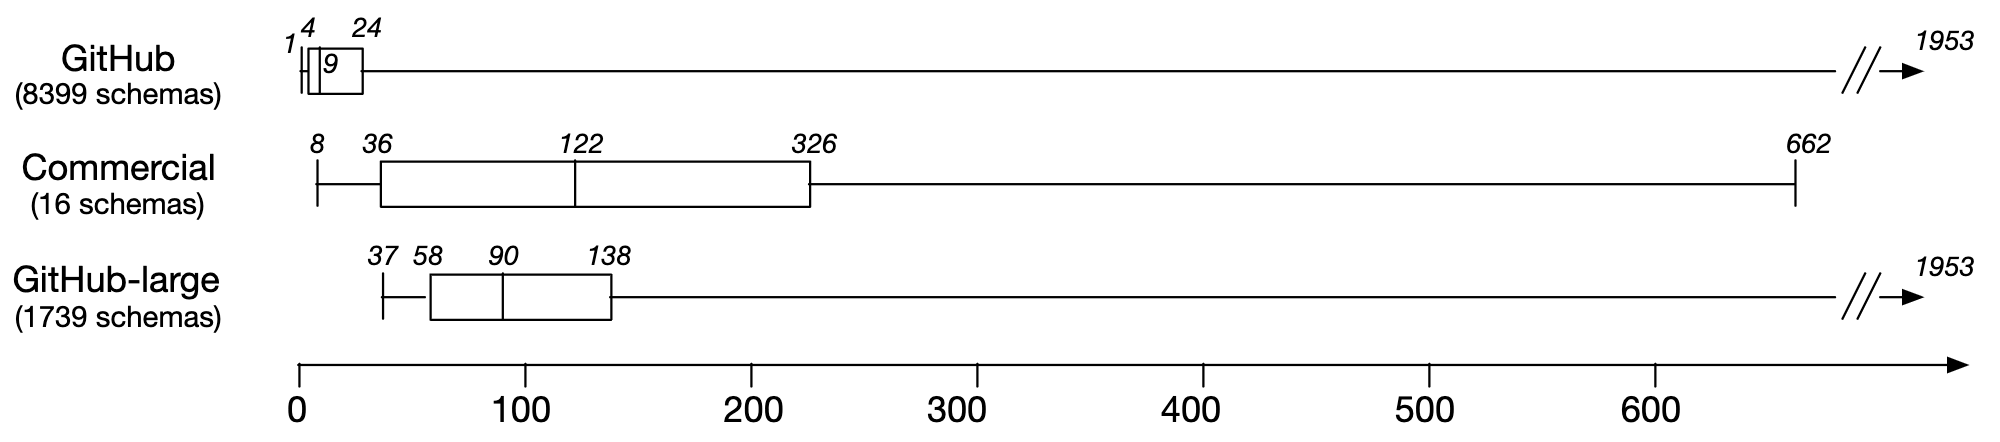 1 4 24 1953
GitHub 9
(8399 schemas)
8 36 122 326 662
Commercial
(16 schemas)
37 58 90 138 1953
GitHub-large
(1739 schemas)
0 100 200 300 400 500 600